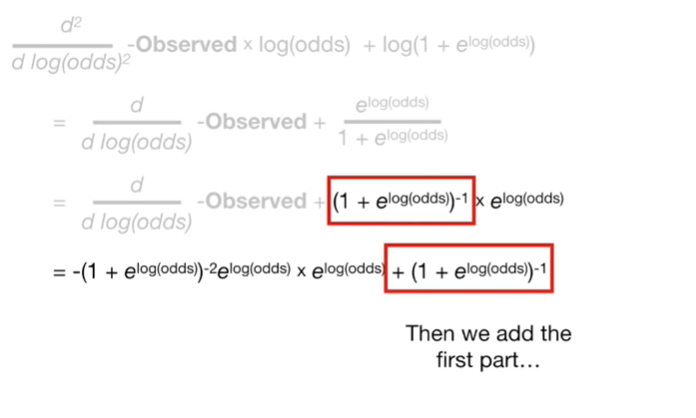 d²
d log(odds)²
-Observed × log(odds) + log(1 + e^log(odds))
= d
d log(odds)
-Observed + e^log(odds)
1 + e^log(odds)
= d
d log(odds)
-Observed + (1 + e^log(odds))^-1 x e^log(odds)
= -(1 + e^log(odds))^-2 e^log(odds) x e^log(odds) + (1 + e^log(odds))^-1
Then we add the
first part…